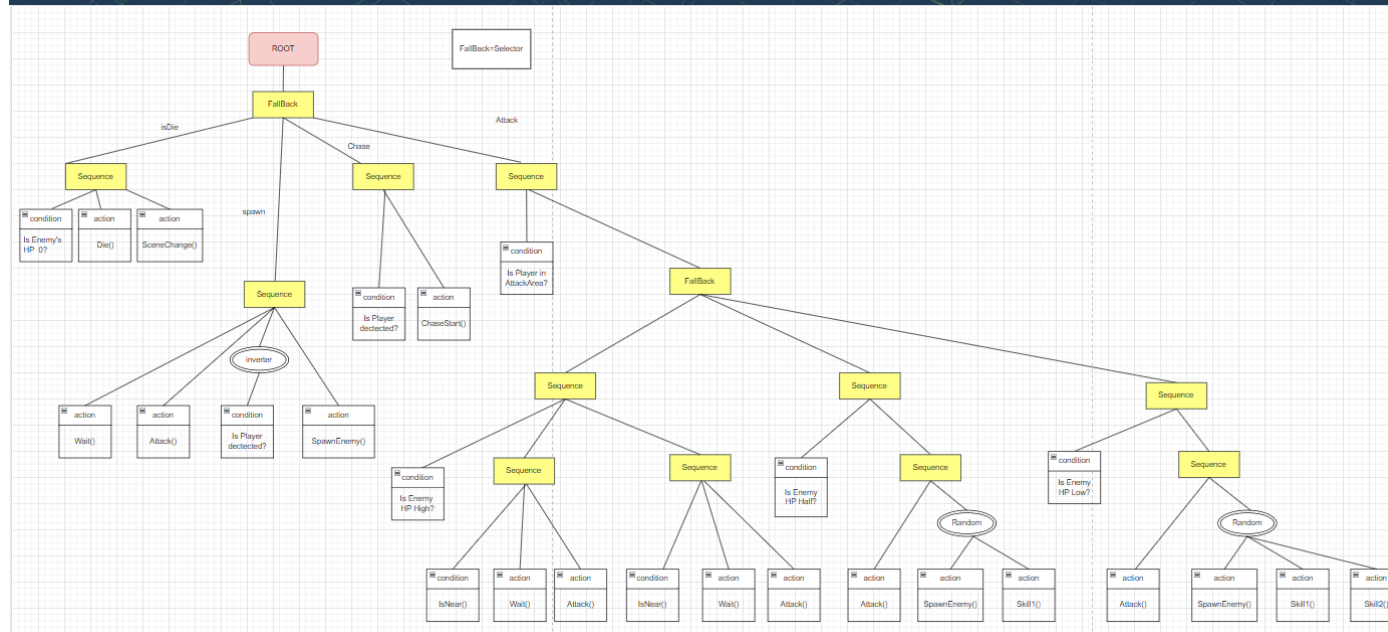 ROOT
FallBack=Selector
FallBack
isDie
Attack
Chase
Sequence
Sequence
Sequence
spawn
condition
Is Enemy's
HP 0?
action
Die()
action
SceneChange()
condition
Is Player in
AttackArea?
Sequence
FallBack
condition
Is Player
dectected?
action
ChaseStart()
inverter
Sequence
Sequence
Sequence
action
Wait()
action
Attack()
condition
Is Player
dectected?
action
SpawnEnemy()
condition
Is Enemy
HP High?
Sequence
Sequence
condition
Is Enemy
HP Half?
Sequence
condition
Is Enemy
HP Low?
Sequence
Random
Random
condition
IsNear()
action
Wait()
action
Attack()
condition
IsNear()
action
Wait()
action
Attack()
action
Attack()
action
SpawnEnemy()
action
Skill1()
action
Attack()
action
SpawnEnemy()
action
Skill1()
action
Skill2()